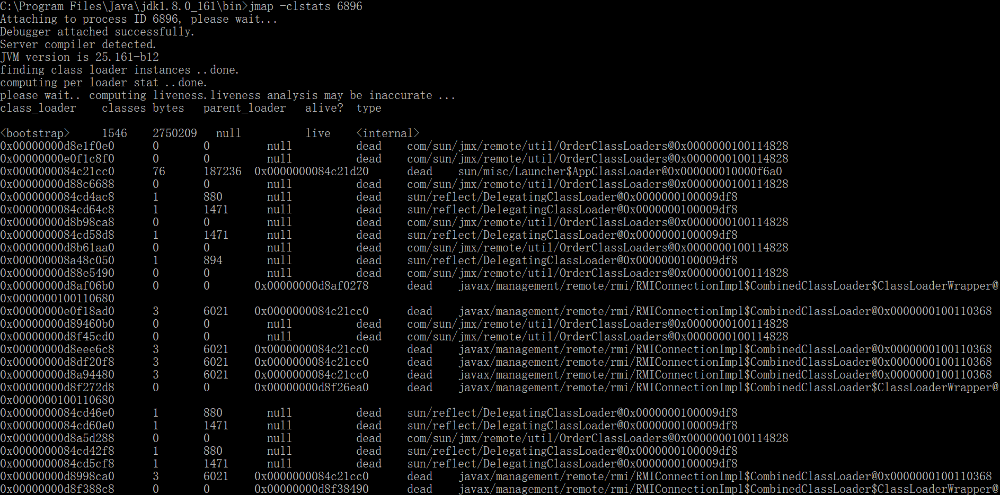 C:\Program Files\Java\jdk1.8.0_161\bin>jmap -clstats 6896
Attaching to process ID 6896, please wait...
Debugger attached successfully.
Server compiler detected.
JVM version is 25.161-b12
finding class loader instances ..done.
computing per loader stat ..done.
please wait.. computing liveness.liveness analysis may be inaccurate ...
class_loader    classes bytes   parent_loader   alive?  type
<bootstrap>     1546    2750209   null          live    <internal>
0x00000000d8e1f0e0      0       0         null          dead    com/sun/jmx/remote/util/OrderClassLoaders@0x0000000100114828
0x00000000e0f1c8f0      0       0         null          dead    com/sun/jmx/remote/util/OrderClassLoaders@0x0000000100114828
0x0000000084c21cc0      76      187236  0x0000000084c21d20      dead    sun/misc/Launcher$AppClassLoader@0x000000010000f6a0
0x00000000d88c6688      0       0         null          dead    com/sun/jmx/remote/util/OrderClassLoaders@0x0000000100114828
0x0000000084cd4ac8      1       880       null          dead    sun/reflect/DelegatingClassLoader@0x0000000100009df8
0x0000000084cd64c8      1       1471      null          dead    sun/reflect/DelegatingClassLoader@0x0000000100009df8
0x00000000d8b98ca8      0       0         null          dead    com/sun/jmx/remote/util/OrderClassLoaders@0x0000000100114828
0x0000000084cd58d8      1       1471      null          dead    sun/reflect/DelegatingClassLoader@0x0000000100009df8
0x00000000d8b61aa0      0       0         null          dead    com/sun/jmx/remote/util/OrderClassLoaders@0x0000000100114828
0x000000008a48c050      1       894       null          dead    sun/reflect/DelegatingClassLoader@0x0000000100009df8
0x00000000d88e5490      0       0         null          dead    com/sun/jmx/remote/util/OrderClassLoaders@0x0000000100114828
0x00000000d8af06b0      0       0       0x00000000d8af0278      dead    javax/management/remote/rmi/RMIConnectionImpl$CombinedClassLoader$ClassLoaderWrapper@
0x0000000100110680
0x00000000e0f18ad0      3       6021    0x0000000084c21cc0      dead    javax/management/remote/rmi/RMIConnectionImpl$CombinedClassLoader@0x0000000100110368
0x00000000d89460b0      0       0         null          dead    com/sun/jmx/remote/util/OrderClassLoaders@0x0000000100114828
0x00000000d8f45cd0      0       0         null          dead    com/sun/jmx/remote/util/OrderClassLoaders@0x0000000100114828
0x00000000d8eee6c8      3       6021    0x0000000084c21cc0      dead    javax/management/remote/rmi/RMIConnectionImpl$CombinedClassLoader@0x0000000100110368
0x00000000d8df20f8      3       6021    0x0000000084c21cc0      dead    javax/management/remote/rmi/RMIConnectionImpl$CombinedClassLoader@0x0000000100110368
0x00000000d8a94480      3       6021    0x0000000084c21cc0      dead    javax/management/remote/rmi/RMIConnectionImpl$CombinedClassLoader@0x0000000100110368
0x00000000d8f272d8      0       0       0x00000000d8f26ea0      dead    javax/management/remote/rmi/RMIConnectionImpl$CombinedClassLoader$ClassLoaderWrapper@
0x0000000100110680
0x0000000084cd46e0      1       880       null          dead    sun/reflect/DelegatingClassLoader@0x0000000100009df8
0x0000000084cd60e0      1       1471      null          dead    sun/reflect/DelegatingClassLoader@0x0000000100009df8
0x00000000d8a5d288      0       0         null          dead    com/sun/jmx/remote/util/OrderClassLoaders@0x0000000100114828
0x0000000084cd42f8      1       880       null          dead    sun/reflect/DelegatingClassLoader@0x0000000100009df8
0x0000000084cd5cf8      1       1471      null          dead    sun/reflect/DelegatingClassLoader@0x0000000100009df8
0x00000000d8998ca0      3       6021    0x0000000084c21cc0      dead    javax/management/remote/rmi/RMIConnectionImpl$CombinedClassLoader@0x0000000100110368
0x00000000d8f388c8      0       0       0x00000000d8f38490      dead    javax/management/remote/rmi/RMIConnectionImpl$CombinedClassLoader$ClassLoaderWrapper@